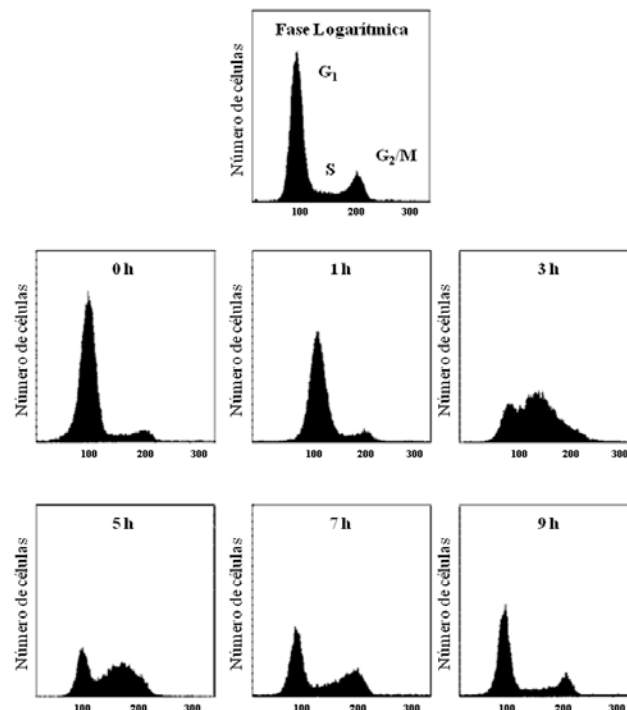 Fase Logarítmica
Número de células
G1
S
G2/M
100 200 300
0 h
Número de células
100 200 300
1 h
Número de células
100 200 300
3 h
Número de células
100 200 300
5 h
Número de células
100 200 300
7 h
Número de células
100 200 300
9 h
Número de células
100 200 300